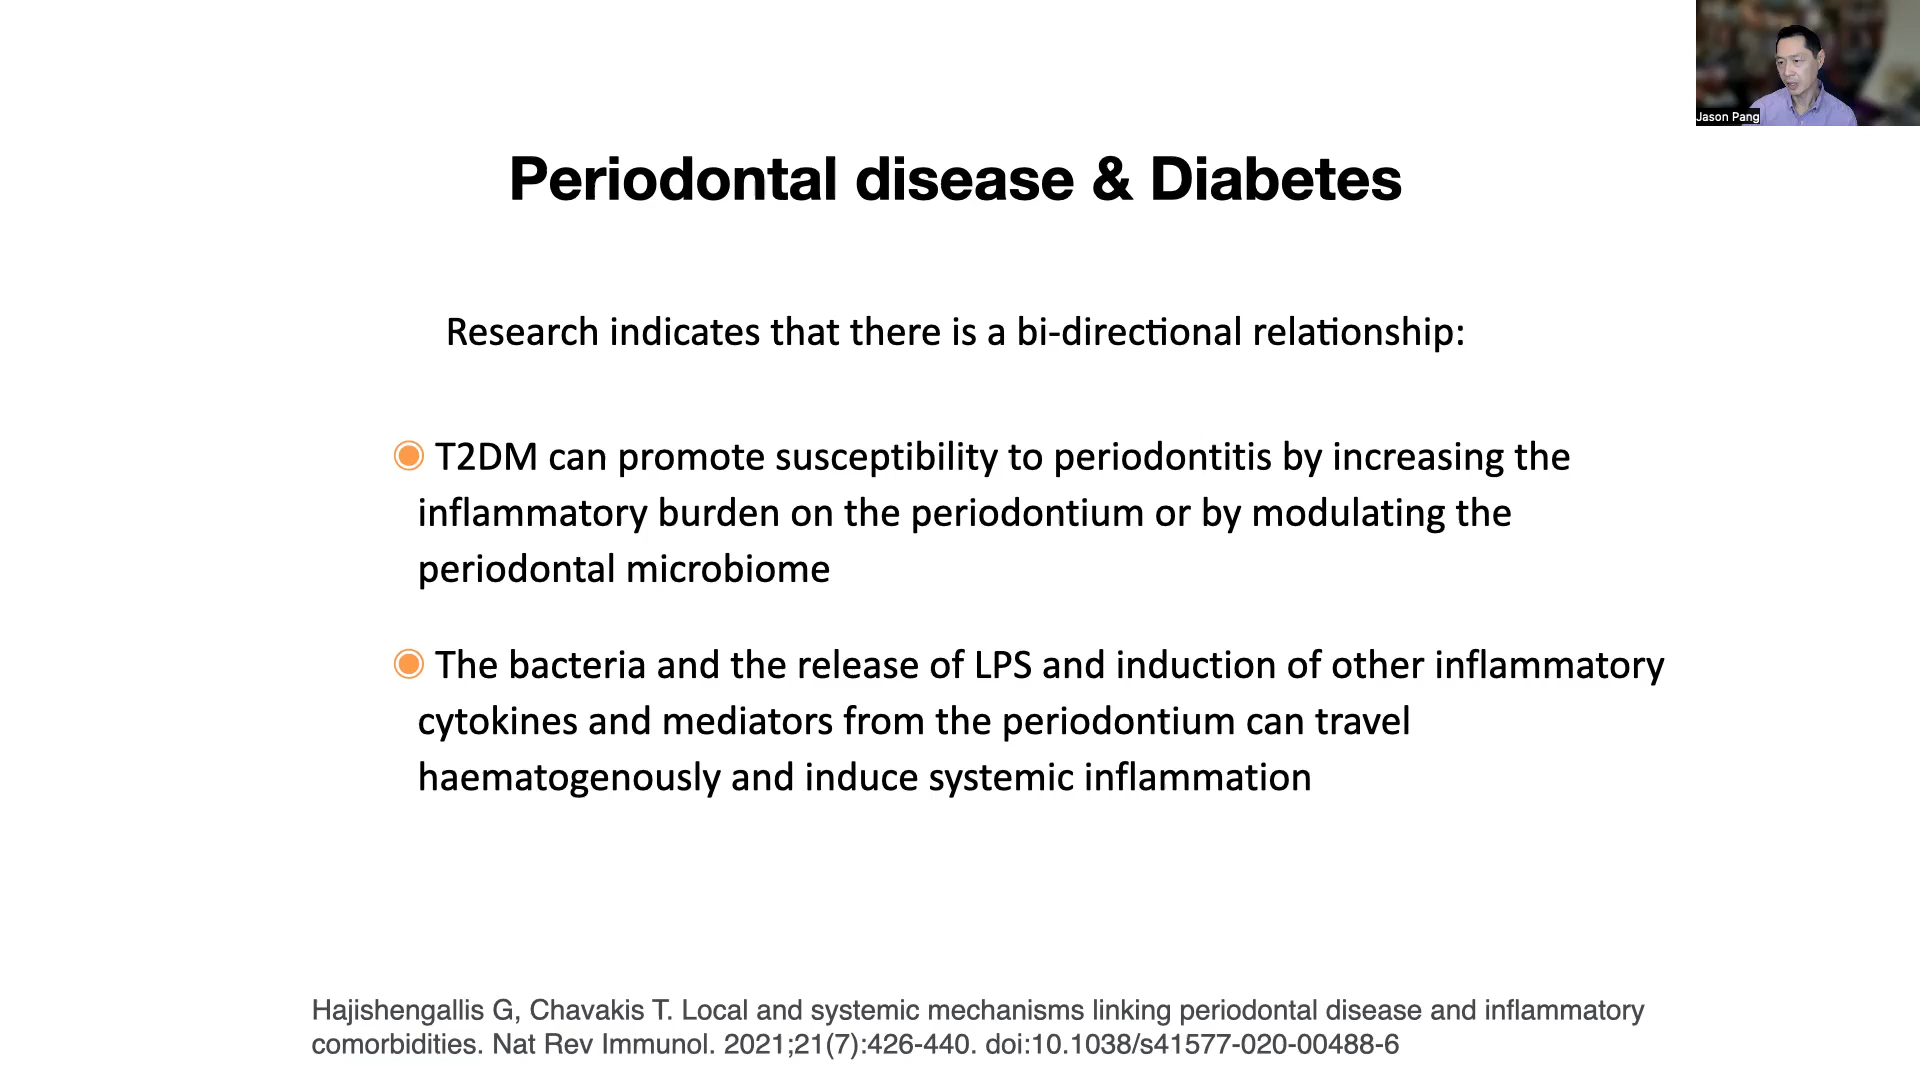 Jason Pang
Periodontal disease & Diabetes
Research indicates that there is a bi-directional relationship:
T2DM can promote susceptibility to periodontitis by increasing the
inflammatory burden on the periodontium or by modulating the
periodontal microbiome
The bacteria and the release of LPS and induction of other inflammatory
cytokines and mediators from the periodontium can travel
haematogenously and induce systemic inflammation
Hajishengallis G, Chavakis T. Local and systemic mechanisms linking periodontal disease and inflammatory
comorbidities. Nat Rev Immunol. 2021;21(7):426-440. doi:10.1038/s41577-020-00488-6